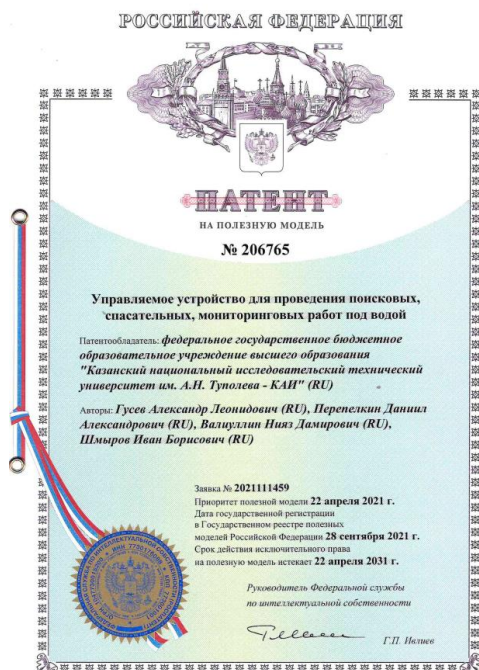 РОССИЙСКАЯ ФЕДЕРАЦИЯ
ПАТЕНТ
НА ПОЛЕЗНУЮ МОДЕЛЬ
№ 206765
Управляемое устройство для проведения поисковых,
спасательных, мониторинговых работ под водой
Патентообладатель: федеральное государственное бюджетное
образовательное учреждение высшего образования
"Казанский национальный исследовательский технический
университет им. А.Н. Туполева - КАИ" (RU)
Авторы: Гусев Александр Леонидович (RU), Перепелкин Даниил
Александрович (RU), Валиуллин Нияз Дамирович (RU),
Шмыров Иван Борисович (RU)
Заявка № 2021111459
Приоритет полезной модели 22 апреля 2021 г.
Дата государственной регистрации
в Государственном реестре полезных
моделей Российской Федерации 28 сентября 2021 г.
Срок действия исключительного права
на полезную модель истекает 22 апреля 2031 г.
Руководитель Федеральной службы
по интеллектуальной собственности
Г.П. Ивлиев